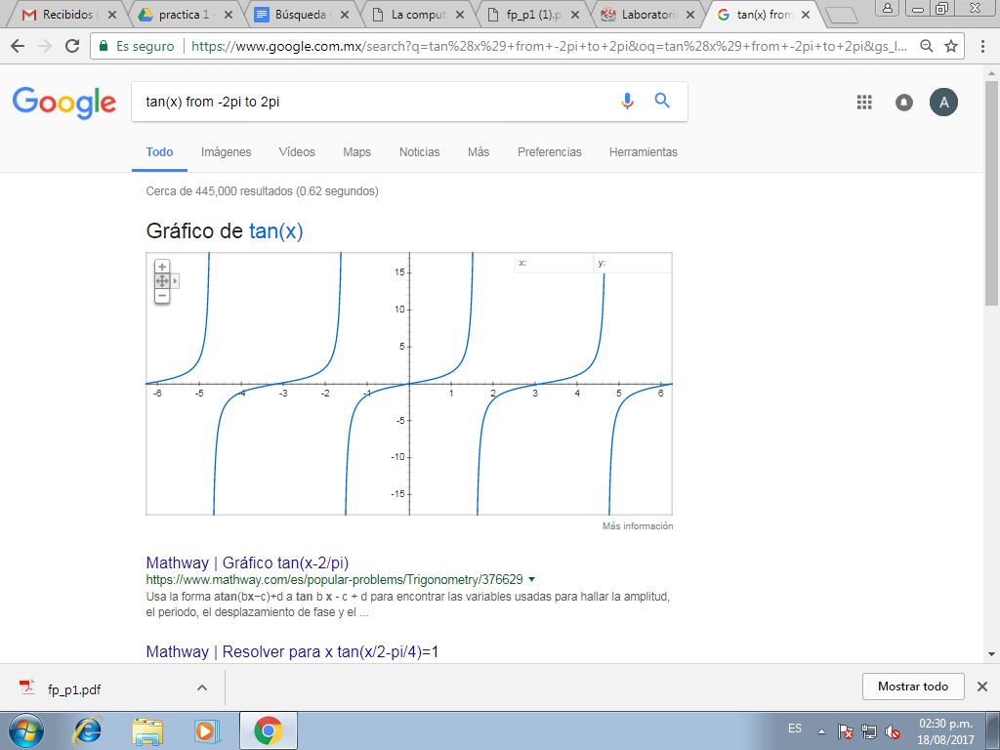 Recibidos
practica 1 -
Búsqueda
La comput
fp_p1 (1).p
Laboratori
tan(x) from
Es seguro
https://www.google.com.mx/search?q=tan%28x%29+from+-2pi+to+2pi&oq=tan%28x%29+from+-2pi+to+2pi&gs_l...
Google
tan(x) from -2pi to 2pi
A
Todo Imágenes Vídeos Maps Noticias Más Preferencias Herramientas
Cerca de 445,000 resultados (0.62 segundos)
Gráfico de tan(x)
x: y:
15
10
5
-6 -5 -4 -3 -2 -1 1 2 3 4 5 6
-5
-10
-15
Más información
Mathway | Gráfico tan(x-2/pi)
https://www.mathway.com/es/popular-problems/Trigonometry/376629
Usa la forma atan(bx−c)+d a tan b x - c + d para encontrar las variables usadas para hallar la amplitud,
el periodo, el desplazamiento de fase y el ...
Mathway | Resolver para x tan(x/2-pi/4)=1
fp_p1.pdf
Mostrar todo
ES
02:30 p.m.
18/08/2017